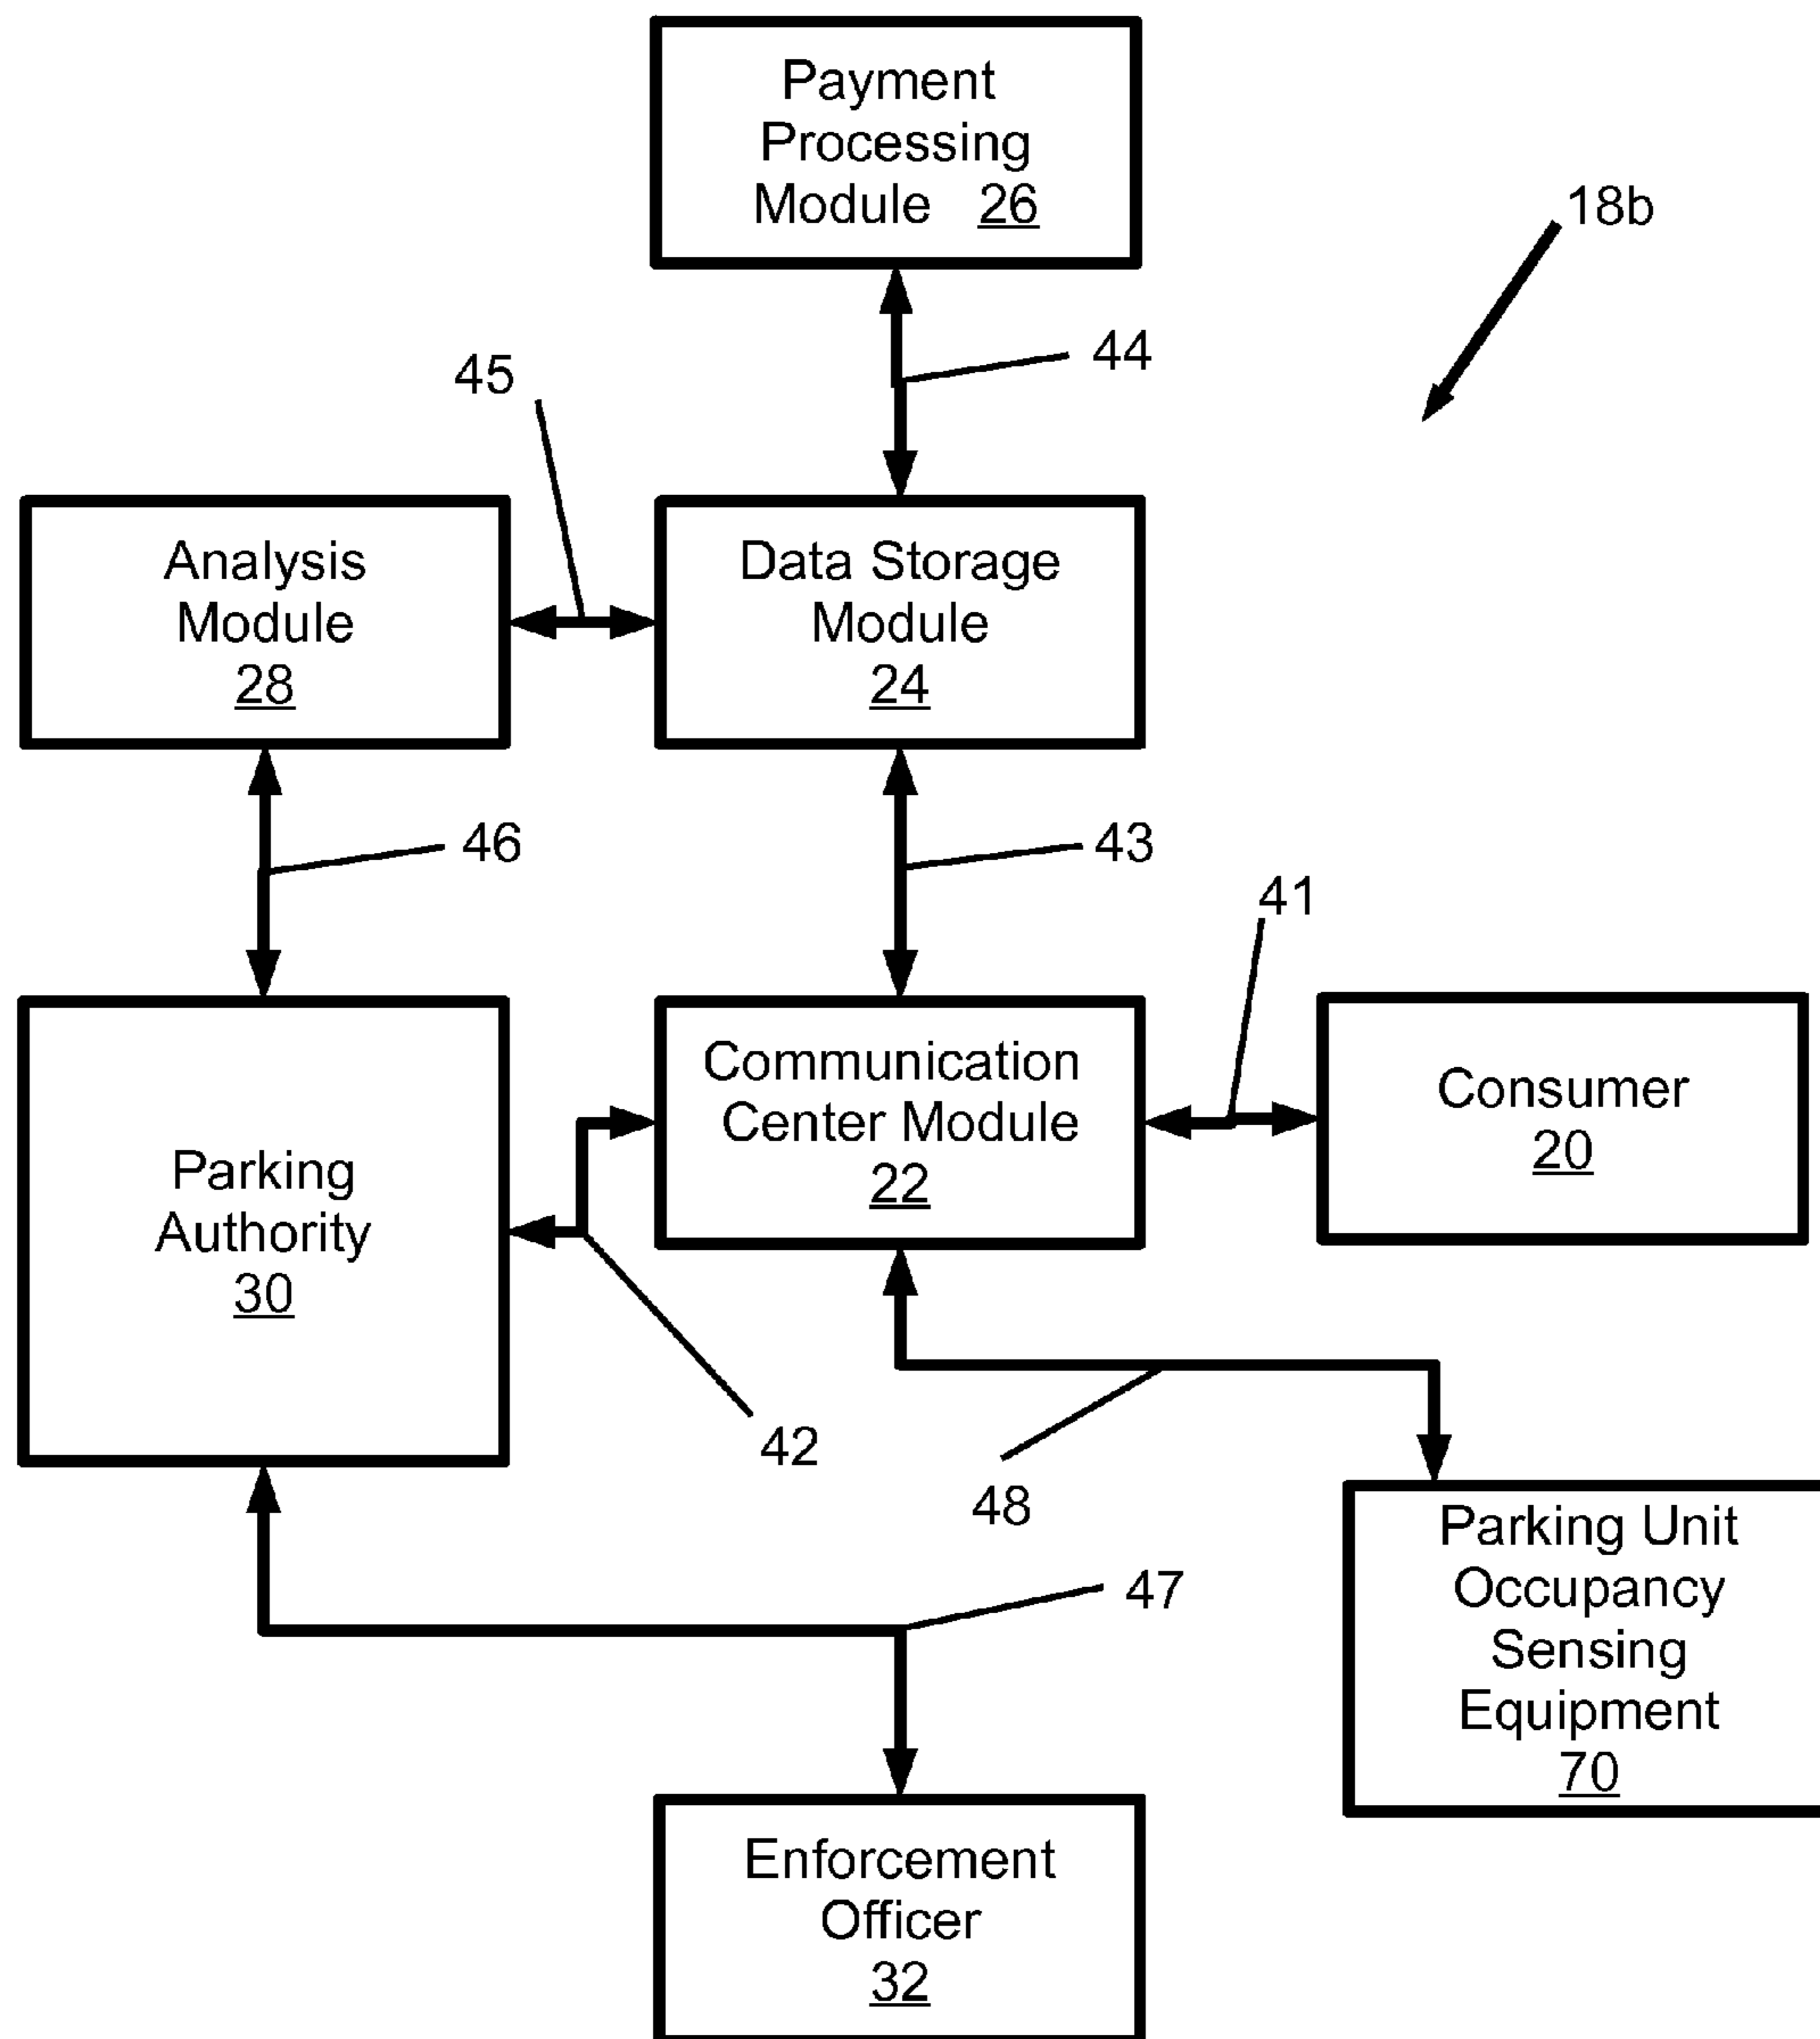 Payment
Processing
Module 26
18b
44
45
Analysis
Module
28
Data Storage
Module
24
46
43
41
Parking
Authority
30
Communication
Center Module
22
Consumer
20
42
48
Parking Unit
Occupancy
Sensing
Equipment
70
47
Enforcement
Officer
32